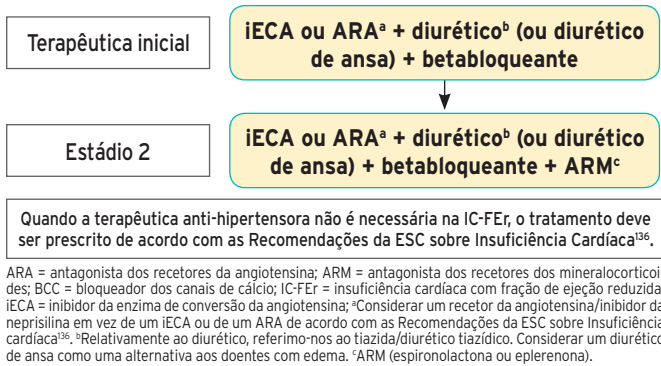 Terapêutica inicial
iECA ou ARAᵃ + diuréticoᵇ (ou diurético
de ansa) + betabloqueante
Estádio 2
iECA ou ARAᵃ + diuréticoᵇ (ou diurético
de ansa) + betabloqueante + ARMᶜ
Quando a terapêutica anti-hipertensora não é necessária na IC-FEr, o tratamento deve
ser prescrito de acordo com as Recomendações da ESC sobre Insuficiência Cardíaca¹³⁶.
ARA = antagonista dos recetores da angiotensina; ARM = antagonista dos recetores dos mineralocorticoi
des; BCC = bloqueador dos canais de cálcio; IC-FEr = insuficiência cardíaca com fração de ejeção reduzida
iECA = inibidor da enzima de conversão da angiotensina; ᵃConsiderar um recetor da angiotensina/inibidor da
neprisilina em vez de um iECA ou de um ARA de acordo com as Recomendações da ESC sobre Insuficiência
cardíaca¹³⁶. ᵇRelativamente ao diurético, referimo-nos ao tiazida/diurético tiazídico. Considerar um diurético
de ansa como uma alternativa aos doentes com edema. ᶜARM (espironolactona ou eplerenona).